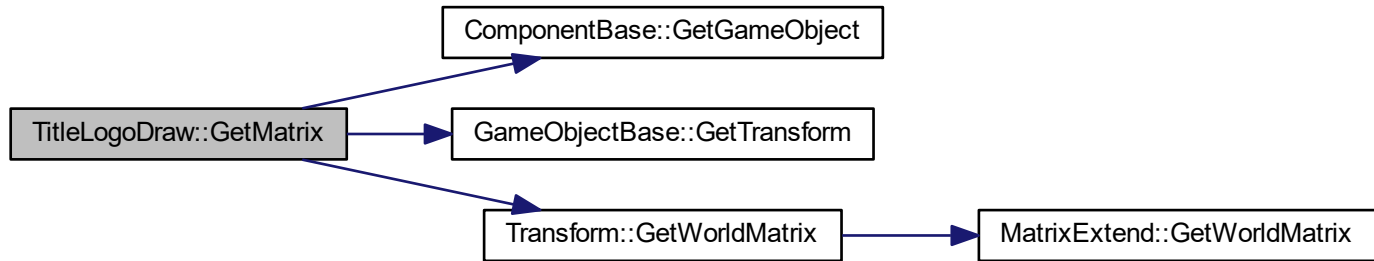 ComponentBase::GetGameObject
TitleLogoDraw::GetMatrix
GameObjectBase::GetTransform
Transform::GetWorldMatrix
MatrixExtend::GetWorldMatrix